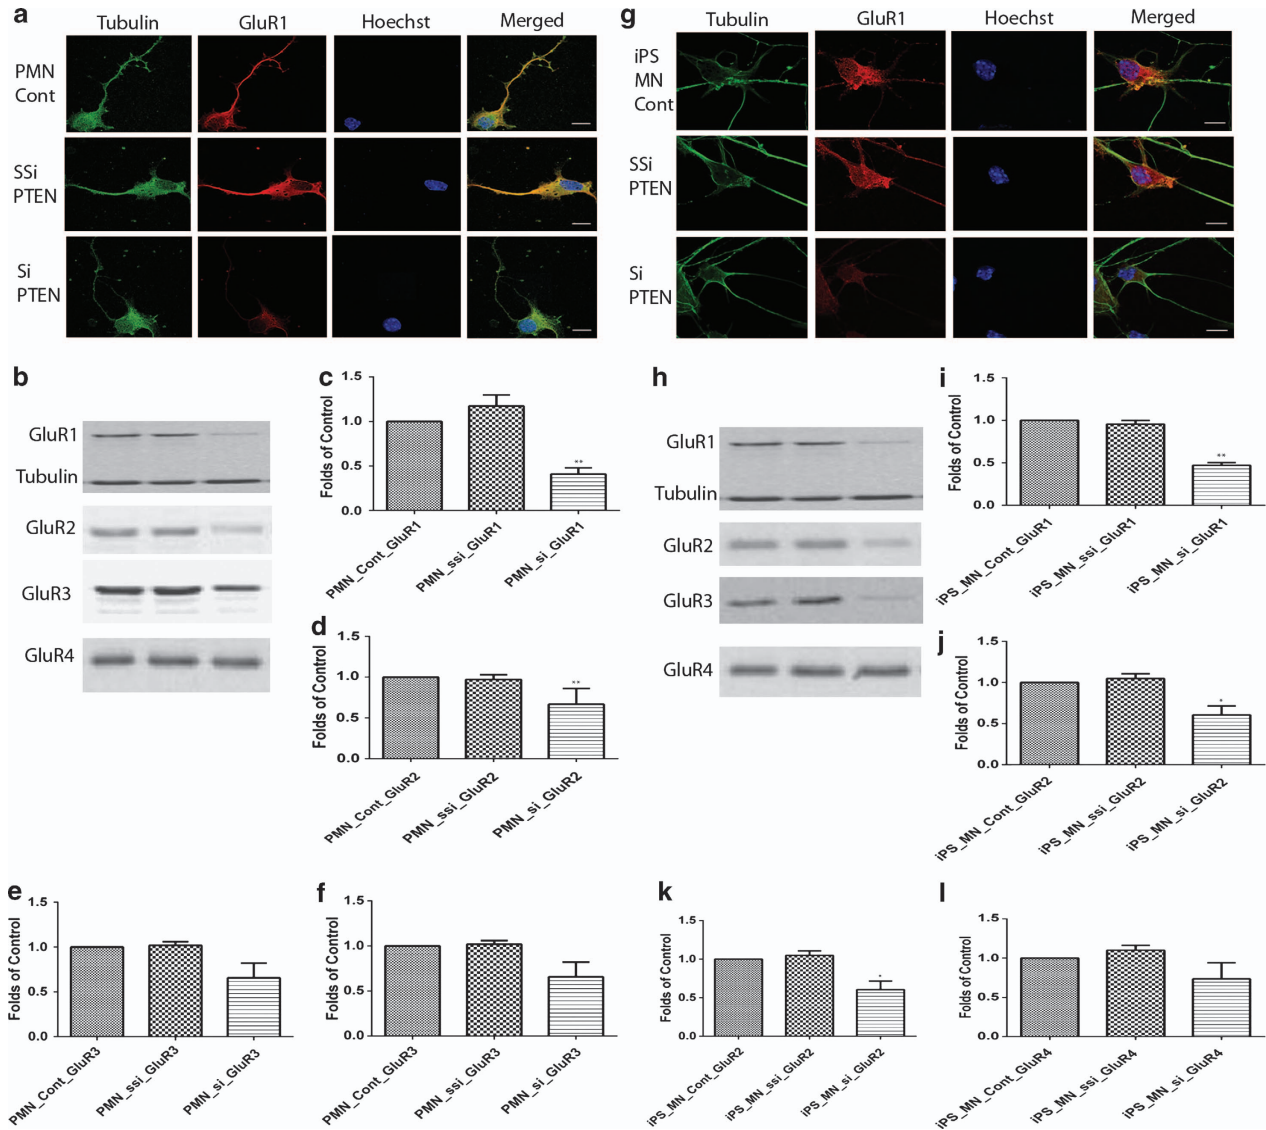 a
Tubulin GluR1 Hoechst Merged
PMN
Cont
SSi
PTEN
Si
PTEN
g
Tubulin GluR1 Hoechst Merged
iPS
MN
Cont
SSi
PTEN
Si
PTEN
b
GluR1
Tubulin
GluR2
GluR3
GluR4
c
Folds of Control
1.5
1.0
0.5
0.0
**
PMN_Cont_GluR1
PMN_ssi_GluR1
PMN_si_GluR1
d
Folds of Control
1.5
1.0
0.5
0.0
**
PMN_Cont_GluR2
PMN_ssi_GluR2
PMN_si_GluR2
h
GluR1
Tubulin
GluR2
GluR3
GluR4
i
Folds of Control
1.5
1.0
0.5
0.0
**
iPS_MN_Cont_GluR1
iPS_MN_ssi_GluR1
iPS_MN_si_GluR1
j
Folds of Control
1.5
1.0
0.5
0.0
*
iPS_MN_Cont_GluR2
iPS_MN_ssi_GluR2
iPS_MN_si_GluR2
e
Folds of Control
1.5
1.0
0.5
0.0
PMN_Cont_GluR3
PMN_ssi_GluR3
PMN_si_GluR3
f
Folds of Control
1.5
1.0
0.5
0.0
PMN_Cont_GluR3
PMN_ssi_GluR3
PMN_si_GluR3
k
Folds of Control
1.5
1.0
0.5
0.0
*
iPS_MN_Cont_GluR2
iPS_MN_ssi_GluR2
iPS_MN_si_GluR2
l
Folds of Control
1.5
1.0
0.5
0.0
iPS_MN_Cont_GluR4
iPS_MN_ssi_GluR4
iPS_MN_si_GluR4